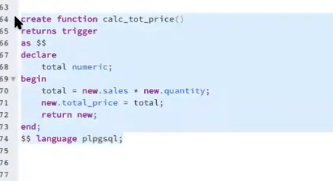 63
64 create function calc_tot_price()
65 returns trigger
66 as $$
67 declare
68 total numeric;
69 begin
70 total = new.sales * new.quantity;
71 new.total_price = total;
72 return new;
73 end;
74 $$ language plpgsql;
75
76
77